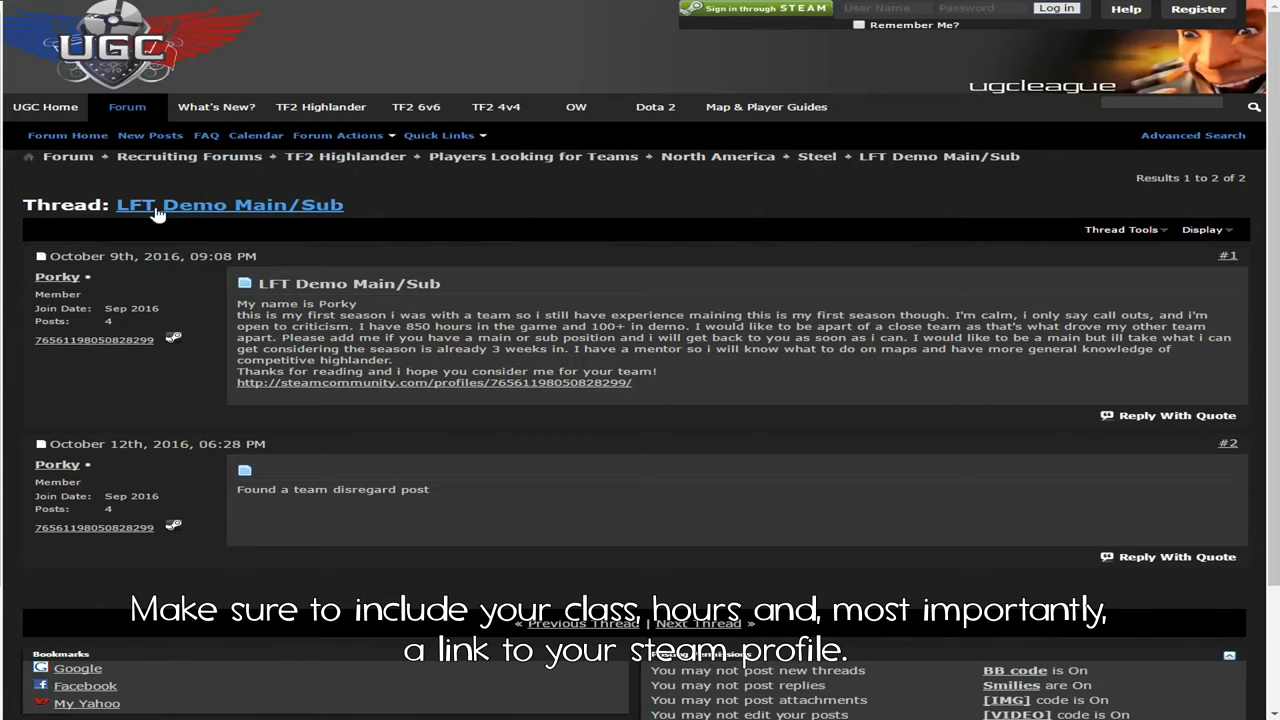 Sign in through STEAM User Name Password Log in Help Register
Remember Me?
UGC
ugcleague
UGC Home Forum What's New? TF2 Highlander TF2 6v6 TF2 4v4 OW Dota 2 Map & Player Guides
Forum Home New Posts FAQ Calendar Forum Actions Quick Links Advanced Search
Forum Recruiting Forums TF2 Highlander Players Looking for Teams North America Steel LFT Demo Main/Sub
Results 1 to 2 of 2
Thread: LFT Demo Main/Sub
Thread Tools Display
October 9th, 2016, 09:08 PM #1
Porky
Member
Join Date: Sep 2016
Posts: 4
76561198050828299
LFT Demo Main/Sub
My name is Porky
this is my first season i was with a team so i still have experience maining this is my first season though. I'm calm, i only say call outs, and i'm
open to criticism. I have 850 hours in the game and 100+ in demo. I would like to be apart of a close team as that's what drove my other team
apart. Please add me if you have a main or sub position and i will get back to you as soon as i can. I would like to be a main but ill take what i can
get considering the season is already 3 weeks in. I have a mentor so i will know what to do on maps and have more general knowledge of
competitive highlander.
Thanks for reading and i hope you consider me for your team!
http://steamcommunity.com/profiles/76561198050828299/
Reply With Quote
October 12th, 2016, 06:28 PM #2
Porky
Member
Join Date: Sep 2016
Posts: 4
76561198050828299
Found a team disregard post
Reply With Quote
Make sure to include your class, hours and, most importantly,
a link to your steam profile.
« Previous Thread | Next Thread »
Bookmarks
Google
Facebook
My Yahoo
Posting Permissions
You may not post new threads
You may not post replies
You may not post attachments
You may not edit your posts
BB code is On
Smilies are On
[IMG] code is On
[VIDEO] code is On